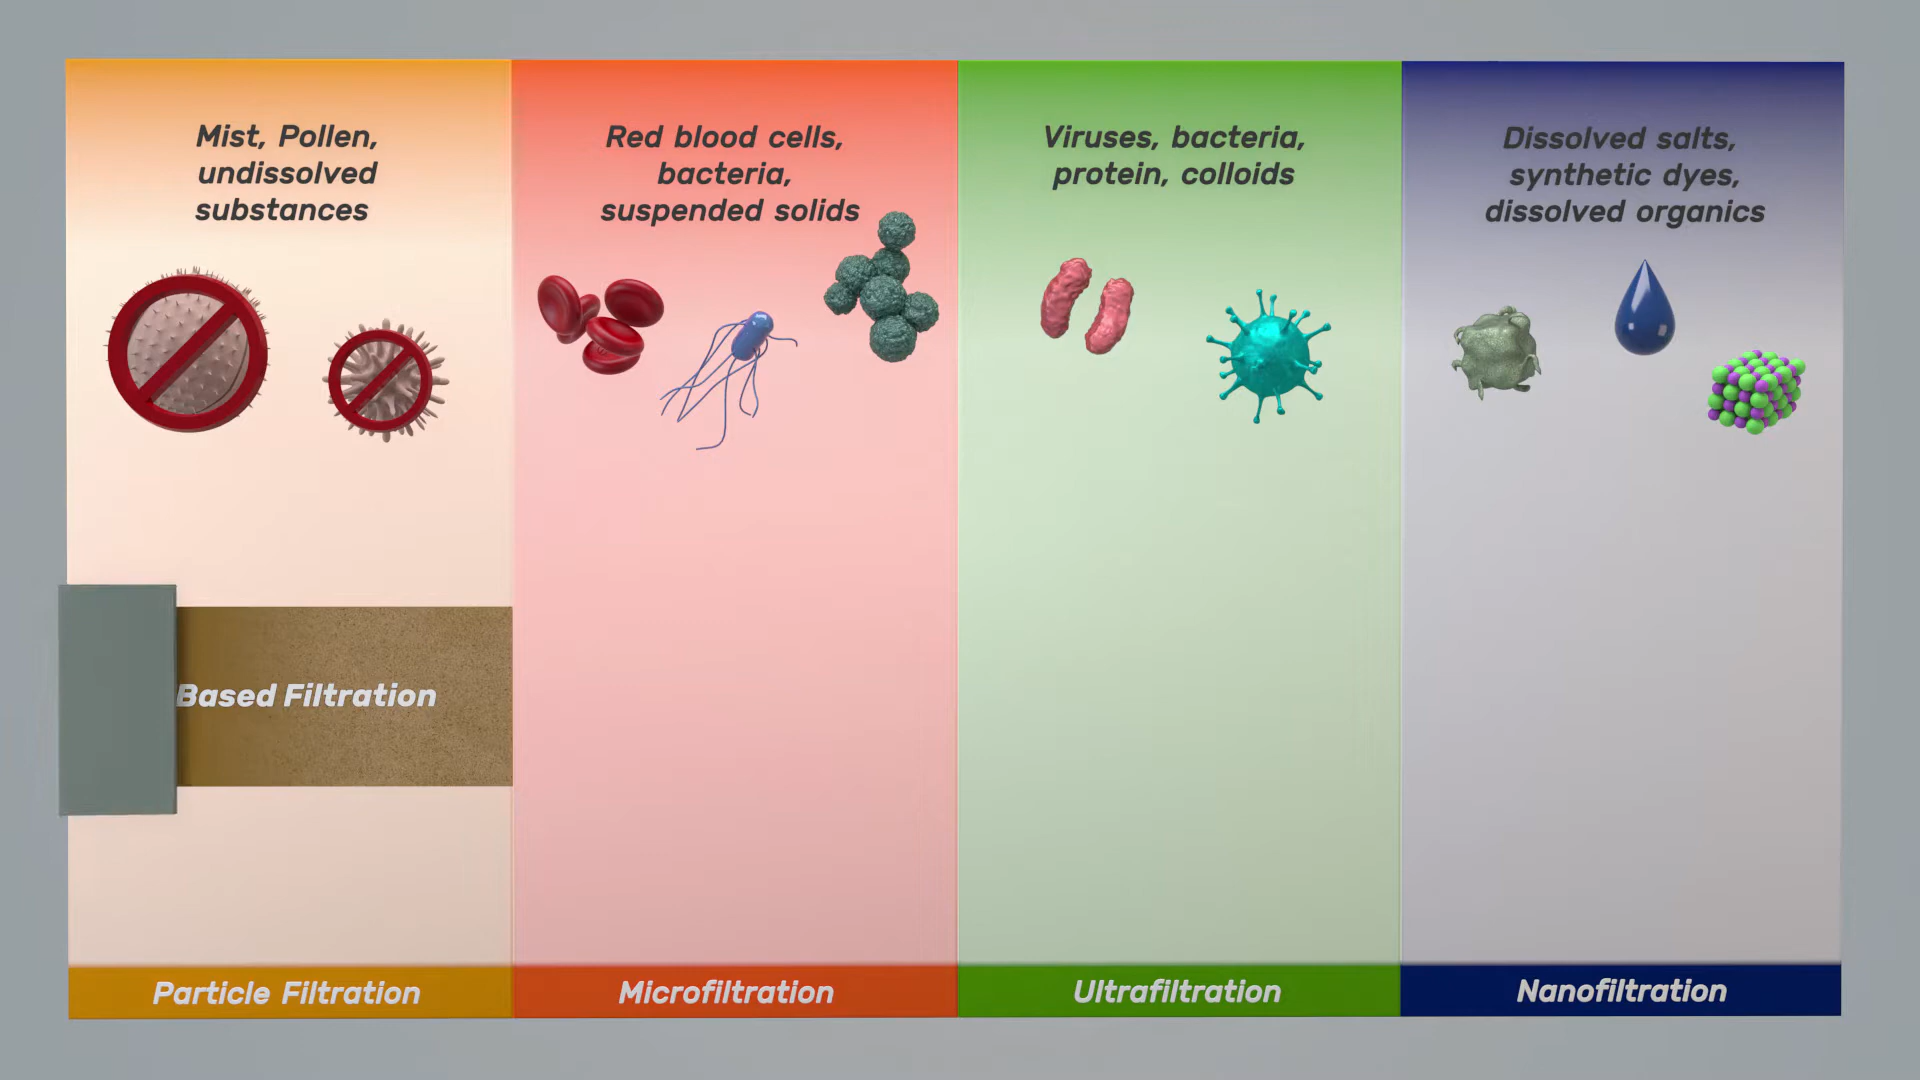 Mist, Pollen,
undissolved
substances
Red blood cells,
bacteria,
suspended solids
Viruses, bacteria,
protein, colloids
Dissolved salts,
synthetic dyes,
dissolved organics
Based Filtration
Particle Filtration
Microfiltration
Ultrafiltration
Nanofiltration